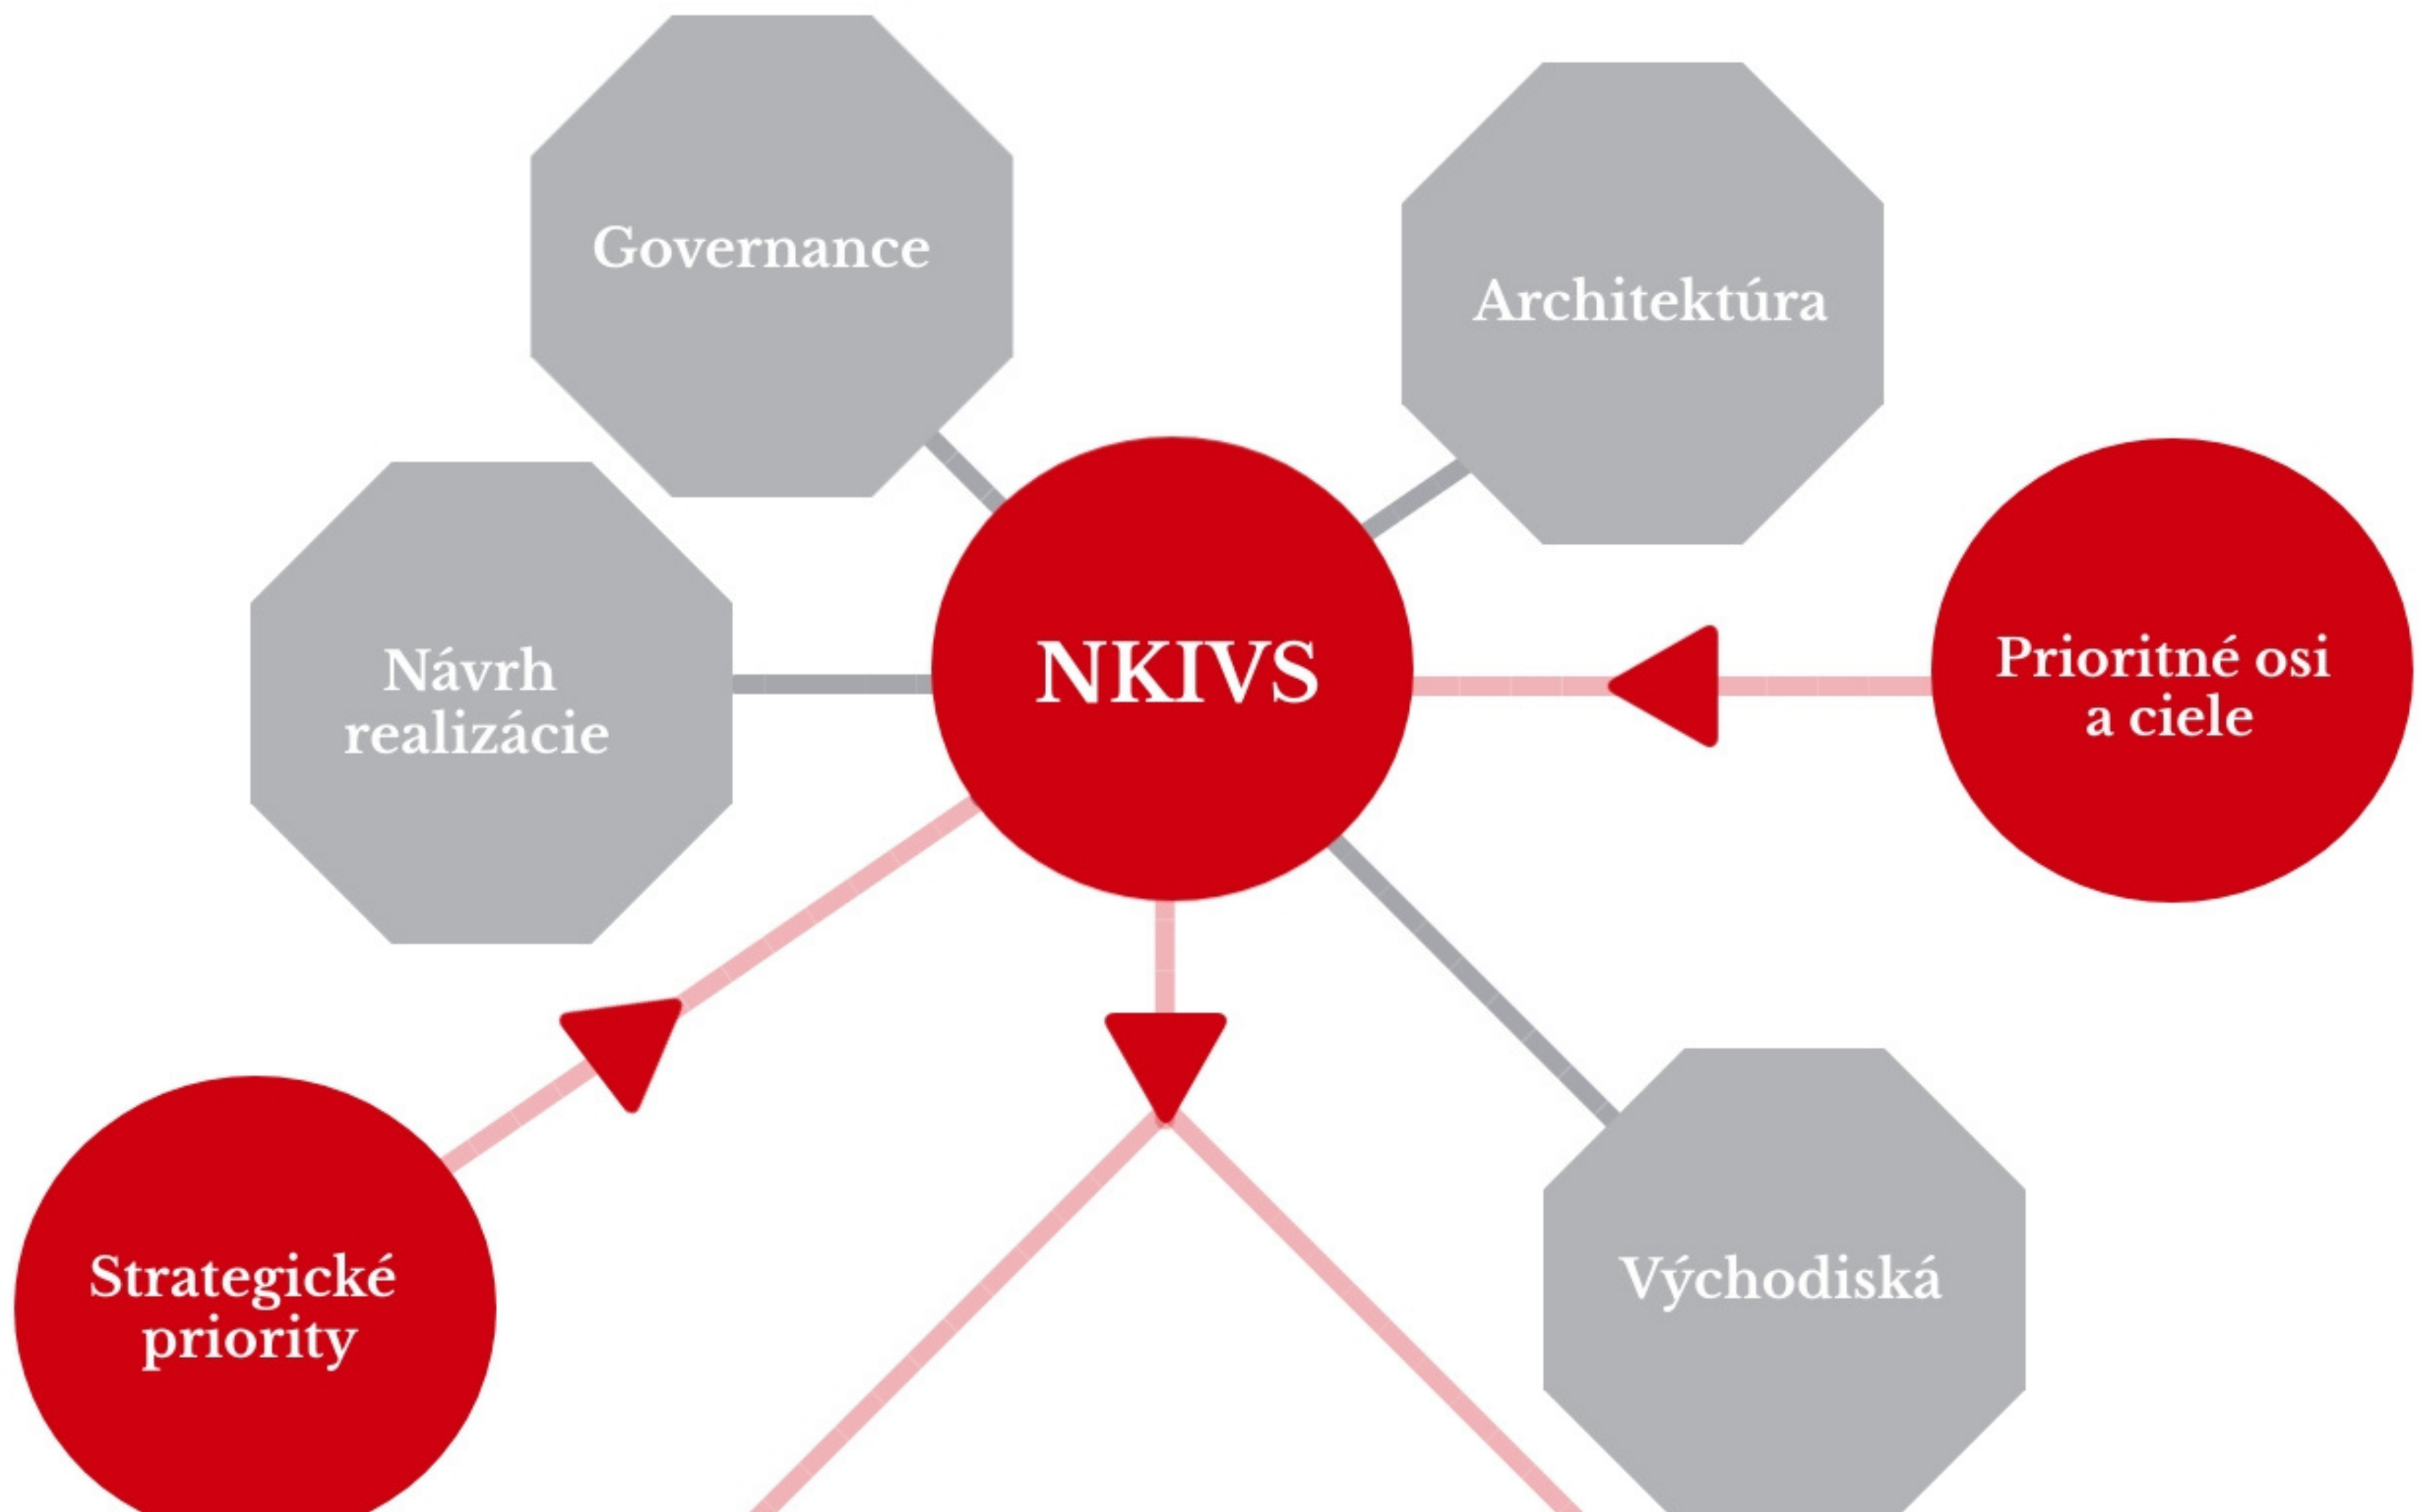 Governance
Architektúra
NKIVS
Prioritné osi
a ciele
Návrh
realizácie
Strategické
priority
Východiská